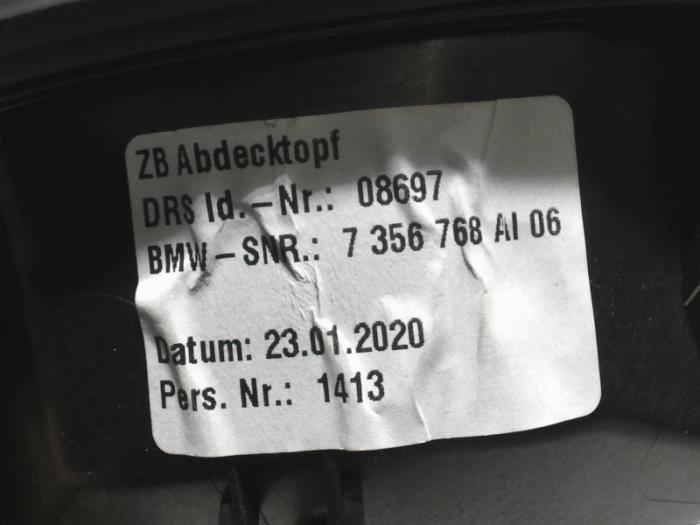 ZB Abdecktopf
DRS Id.-Nr.: 08697
BMW-SNR.: 7 356 768 AI 06
Datum: 23.01.2020
Pers. Nr.: 1413